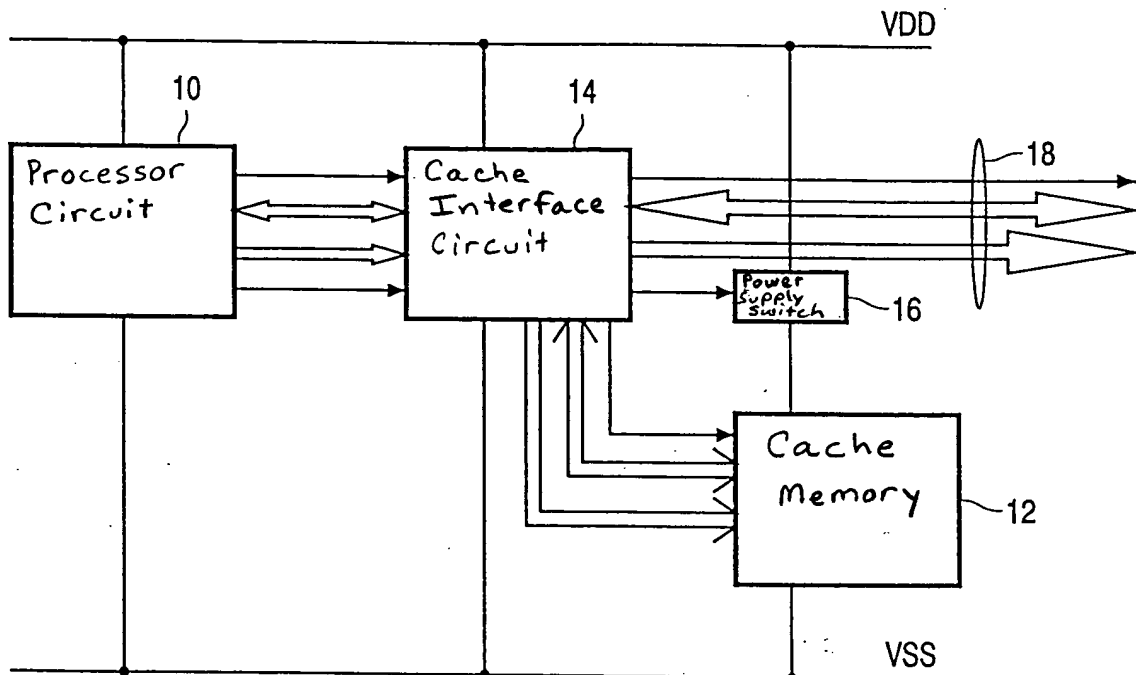 VDD
10
14
18
Processor
Circuit
Cache
Interface
Circuit
Power
Supply
Switch
16
Cache
Memory
12
VSS